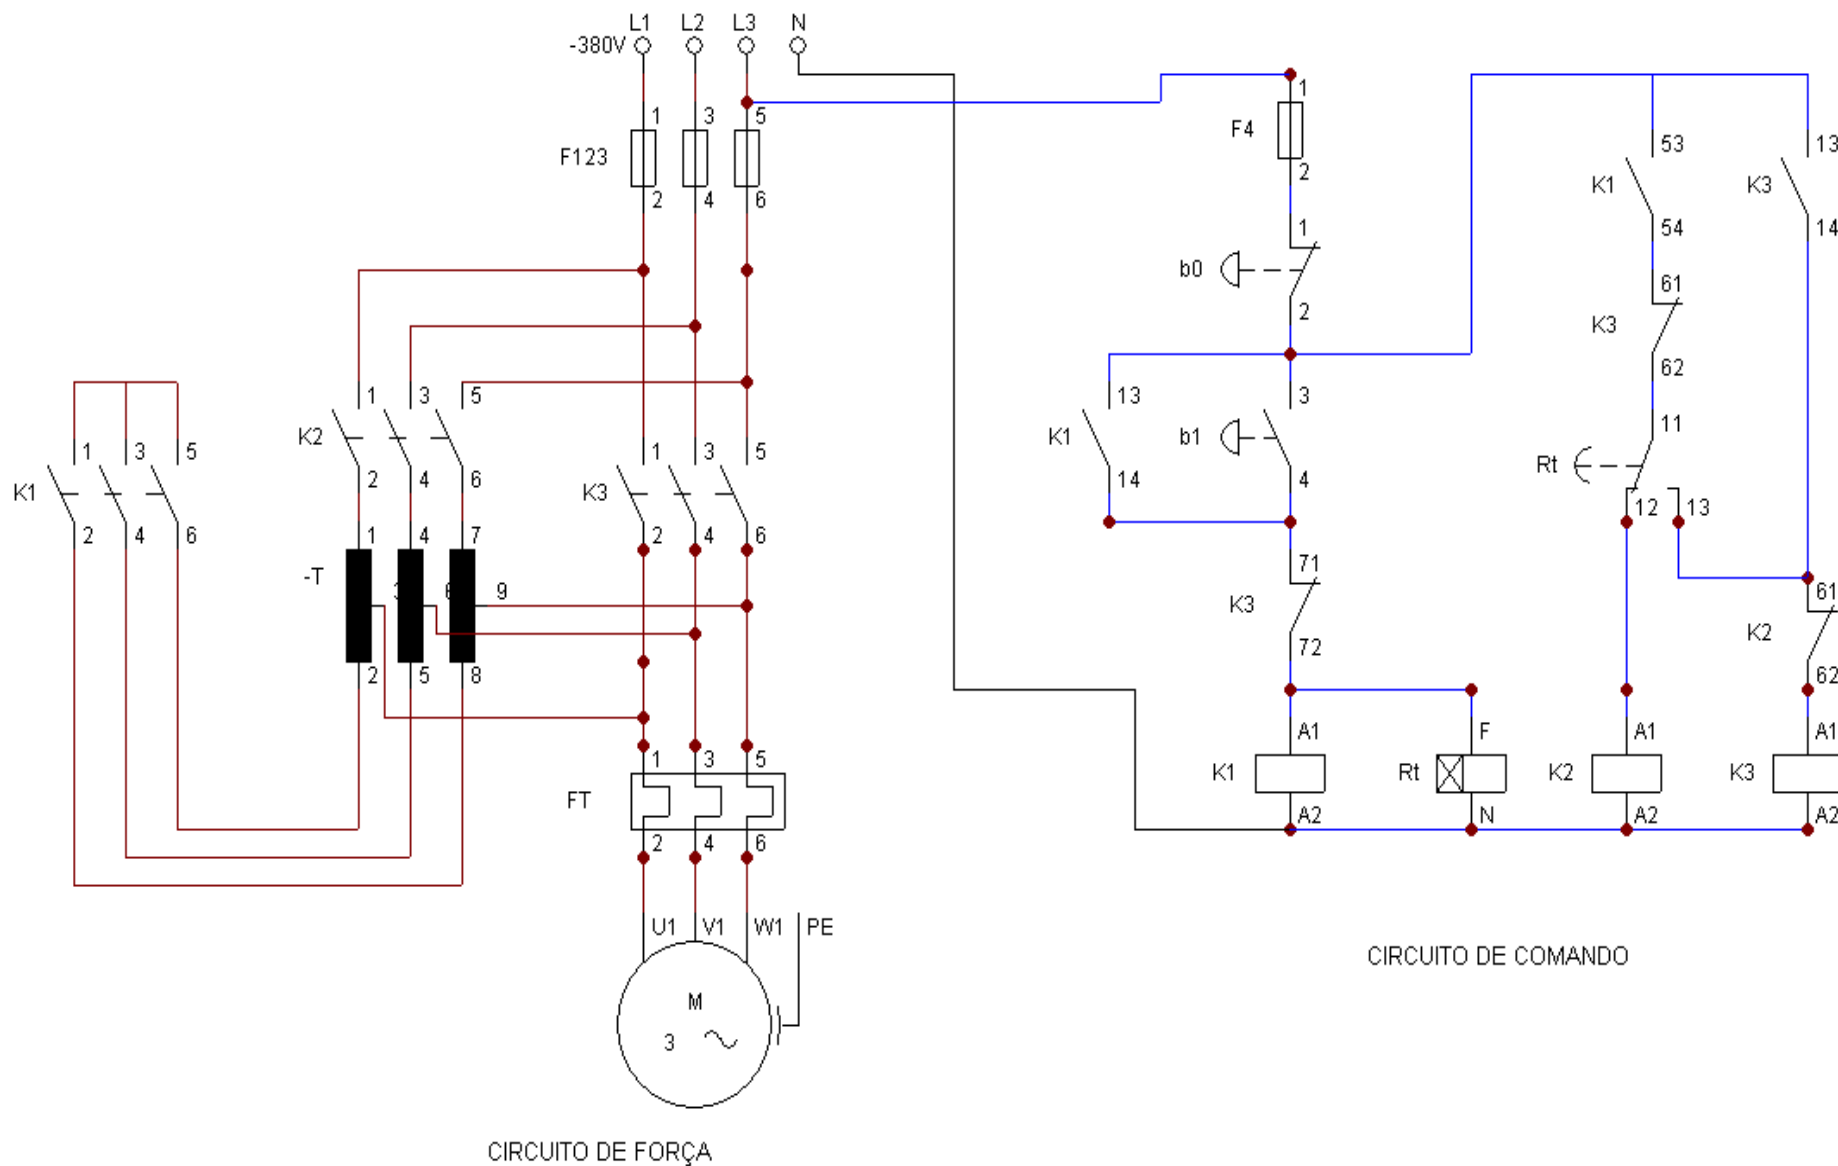 L1 L2 L3 N
-380V
1 3 5
F123
2 4 6
1 3 5
K2
2 4 6
1 3 5
K1
2 4 6
1 3 5
K3
2 4 6
1 4 7
-T
9
2 5 8
1 3 5
FT
2 4 6
U1 V1 W1 PE
M
3
CIRCUITO DE FORÇA
1
F4
2
1
b0
2
13
K1
14
3
b1
4
71
K3
72
A1
K1
A2
F
Rt
N
53
K1
54
61
K3
62
11
Rt
12 13
A1
K2
A2
13
K3
14
61
K2
62
A1
K3
A2
CIRCUITO DE COMANDO